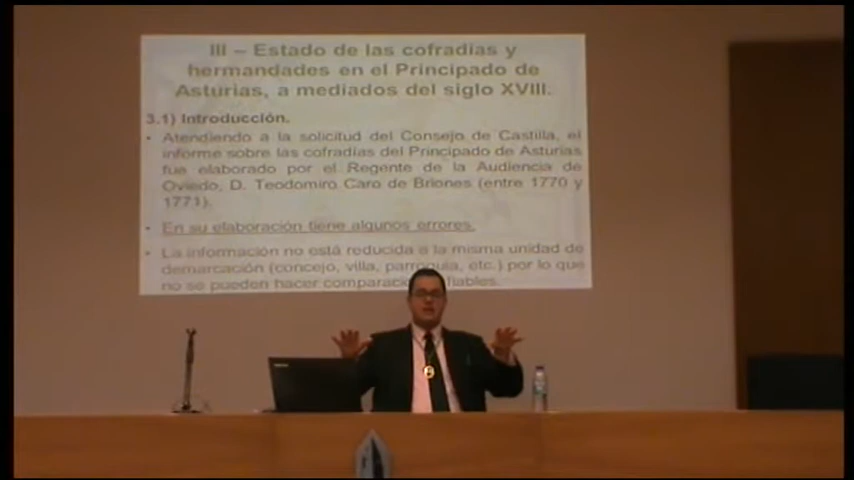 III – Estado de las cofradías y
hermandades en el Principado de
Asturias, a mediados del siglo XVIII.
3.1) Introducción.
• Atendiendo a la solicitud del Consejo de Castilla, el
informe sobre las cofradías del Principado de Asturias
fue elaborado por el Regente de la Audiencia de
Oviedo, D. Teodomiro Caro de Briones (entre 1770 y
1771).
• En su elaboración tiene algunos errores.
• La información no está reducida a la misma unidad de
demarcación (concejo, villa, parroquia, etc.) por lo que
no se pueden hacer